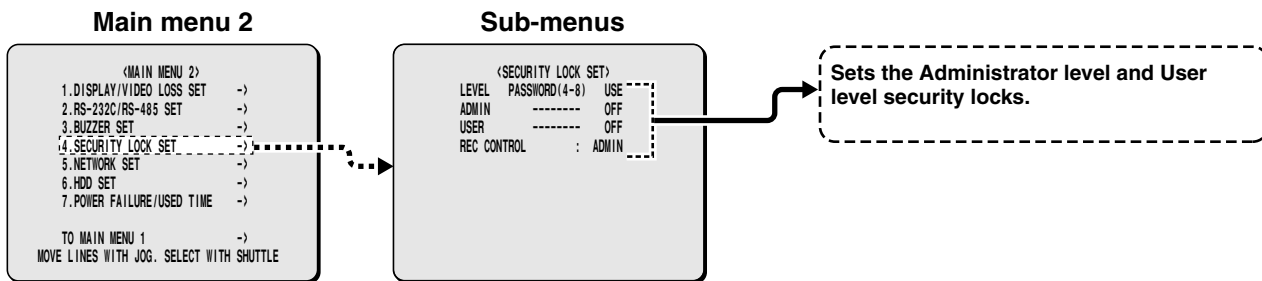 Main menu 2
<MAIN MENU 2>
1.DISPLAY/VIDEO LOSS SET ->
2.RS-232C/RS-485 SET ->
3.BUZZER SET ->
4.SECURITY LOCK SET ->
5.NETWORK SET ->
6.HDD SET ->
7.POWER FAILURE/USED TIME ->
TO MAIN MENU 1 ->
MOVE LINES WITH JOG. SELECT WITH SHUTTLE
Sub-menus
<SECURITY LOCK SET>
LEVEL PASSWORD(4-8) USE
ADMIN -------- OFF
USER -------- OFF
REC CONTROL : ADMIN
Sets the Administrator level and User
level security locks.